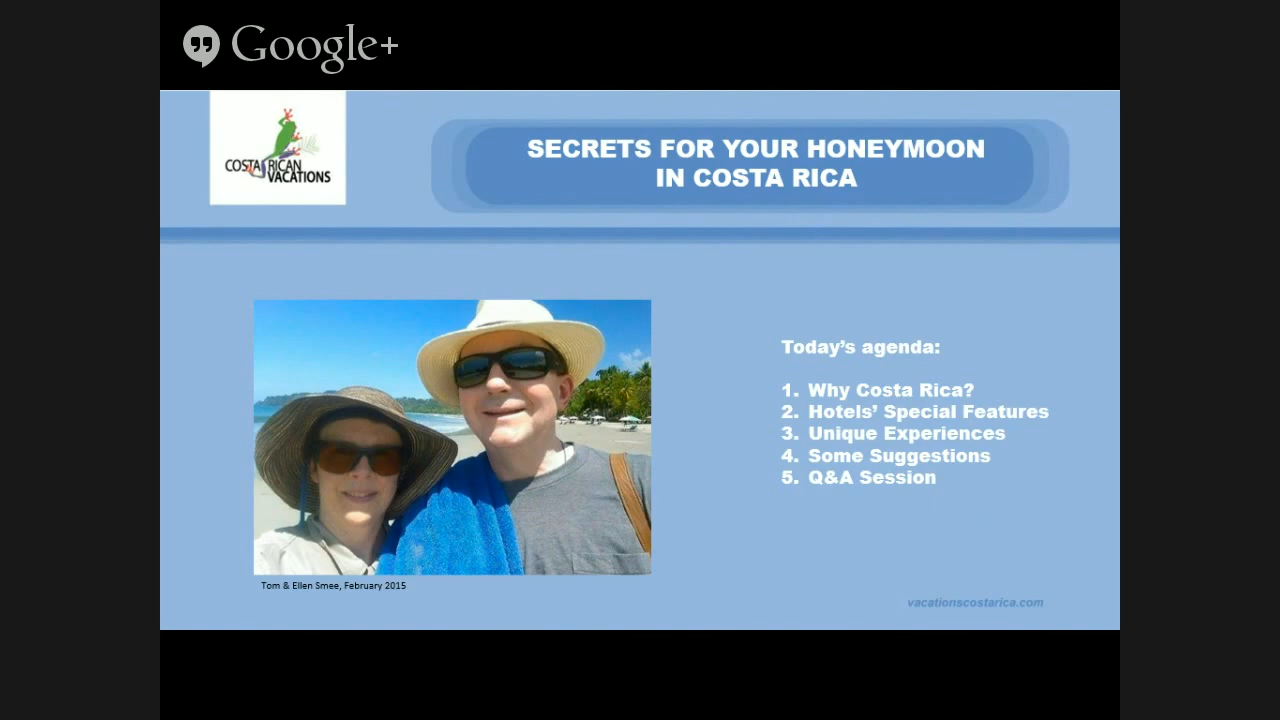 Google+
COSTA RICAN
VACATIONS
SECRETS FOR YOUR HONEYMOON
IN COSTA RICA
Today's agenda:
1. Why Costa Rica?
2. Hotels' Special Features
3. Unique Experiences
4. Some Suggestions
5. Q&A Session
Tom & Ellen Smee, February 2015
vacationscostarica.com